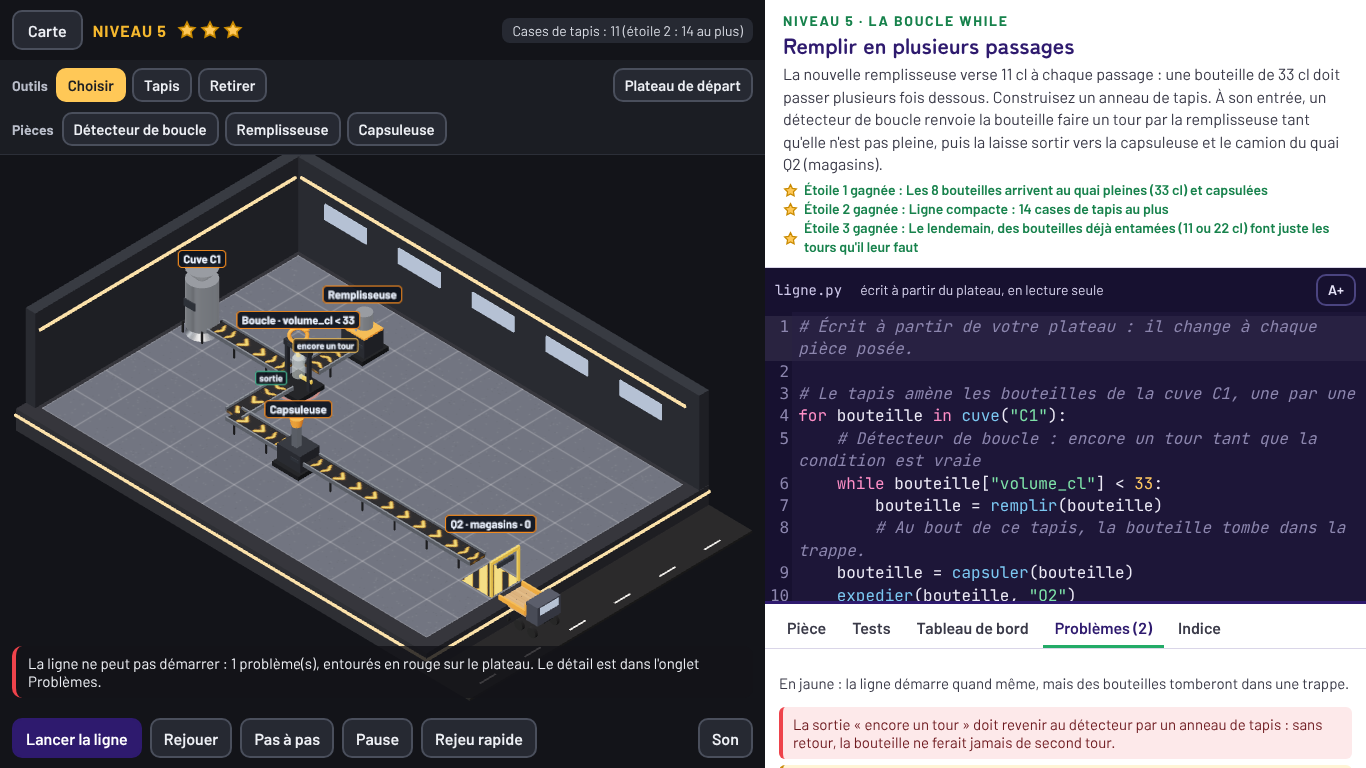 Carte
NIVEAU 5
Cases de tapis : 11 (étoile 2 : 14 au plus)
Outils
Choisir
Tapis
Retirer
Plateau de départ
Pièces
Détecteur de boucle
Remplisseuse
Capsuleuse
Cuve C1
Remplisseuse
Boucle · volume_cl < 33
encore un tour
sortie
Capsuleuse
Q2 · magasins · 0
La ligne ne peut pas démarrer : 1 problème(s), entourés en rouge sur le plateau. Le détail est dans l'onglet
Problèmes.
Lancer la ligne
Rejouer
Pas à pas
Pause
Rejeu rapide
Son
NIVEAU 5 · LA BOUCLE WHILE
Remplir en plusieurs passages
La nouvelle remplisseuse verse 11 cl à chaque passage : une bouteille de 33 cl doit
passer plusieurs fois dessous. Construisez un anneau de tapis. À son entrée, un
détecteur de boucle renvoie la bouteille faire un tour par la remplisseuse tant
qu'elle n'est pas pleine, puis la laisse sortir vers la capsuleuse et le camion du quai
Q2 (magasins).
Étoile 1 gagnée : Les 8 bouteilles arrivent au quai pleines (33 cl) et capsulées
Étoile 2 gagnée : Ligne compacte : 14 cases de tapis au plus
Étoile 3 gagnée : Le lendemain, des bouteilles déjà entamées (11 ou 22 cl) font juste les
tours qu'il leur faut
ligne.py
écrit à partir du plateau, en lecture seule
A+
1 # Écrit à partir de votre plateau : il change à chaque
pièce posée.
2
3 # Le tapis amène les bouteilles de la cuve C1, une par une
4 for bouteille in cuve("C1"):
5 # Détecteur de boucle : encore un tour tant que la
condition est vraie
6 while bouteille["volume_cl"] < 33:
7 bouteille = remplir(bouteille)
8 # Au bout de ce tapis, la bouteille tombe dans la
trappe.
9 bouteille = capsuler(bouteille)
10 expedier(bouteille, "Q2")
Pièce
Tests
Tableau de bord
Problèmes (2)
Indice
En jaune : la ligne démarre quand même, mais des bouteilles tomberont dans une trappe.
La sortie « encore un tour » doit revenir au détecteur par un anneau de tapis : sans
retour, la bouteille ne ferait jamais de second tour.